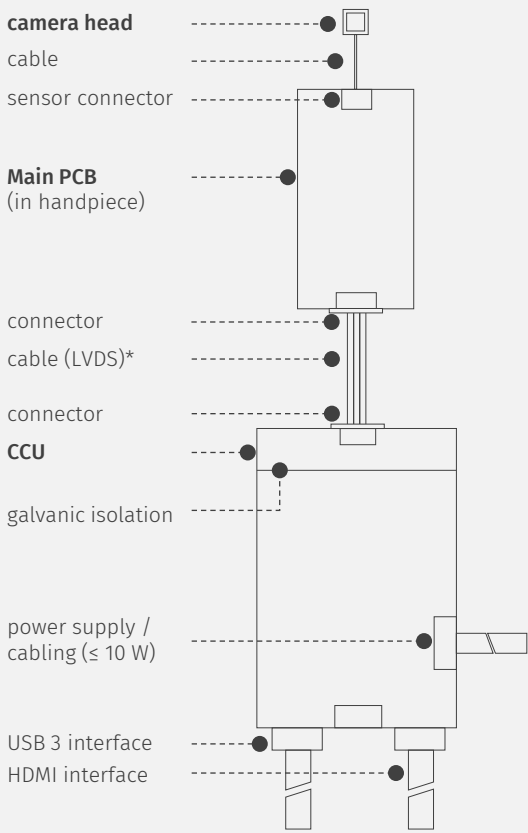 camera head
cable
sensor connector
Main PCB
(in handpiece)
connector
cable (LVDS)*
connector
CCU
galvanic isolation
power supply /
cabling (≤ 10 W)
USB 3 interface
HDMI interface